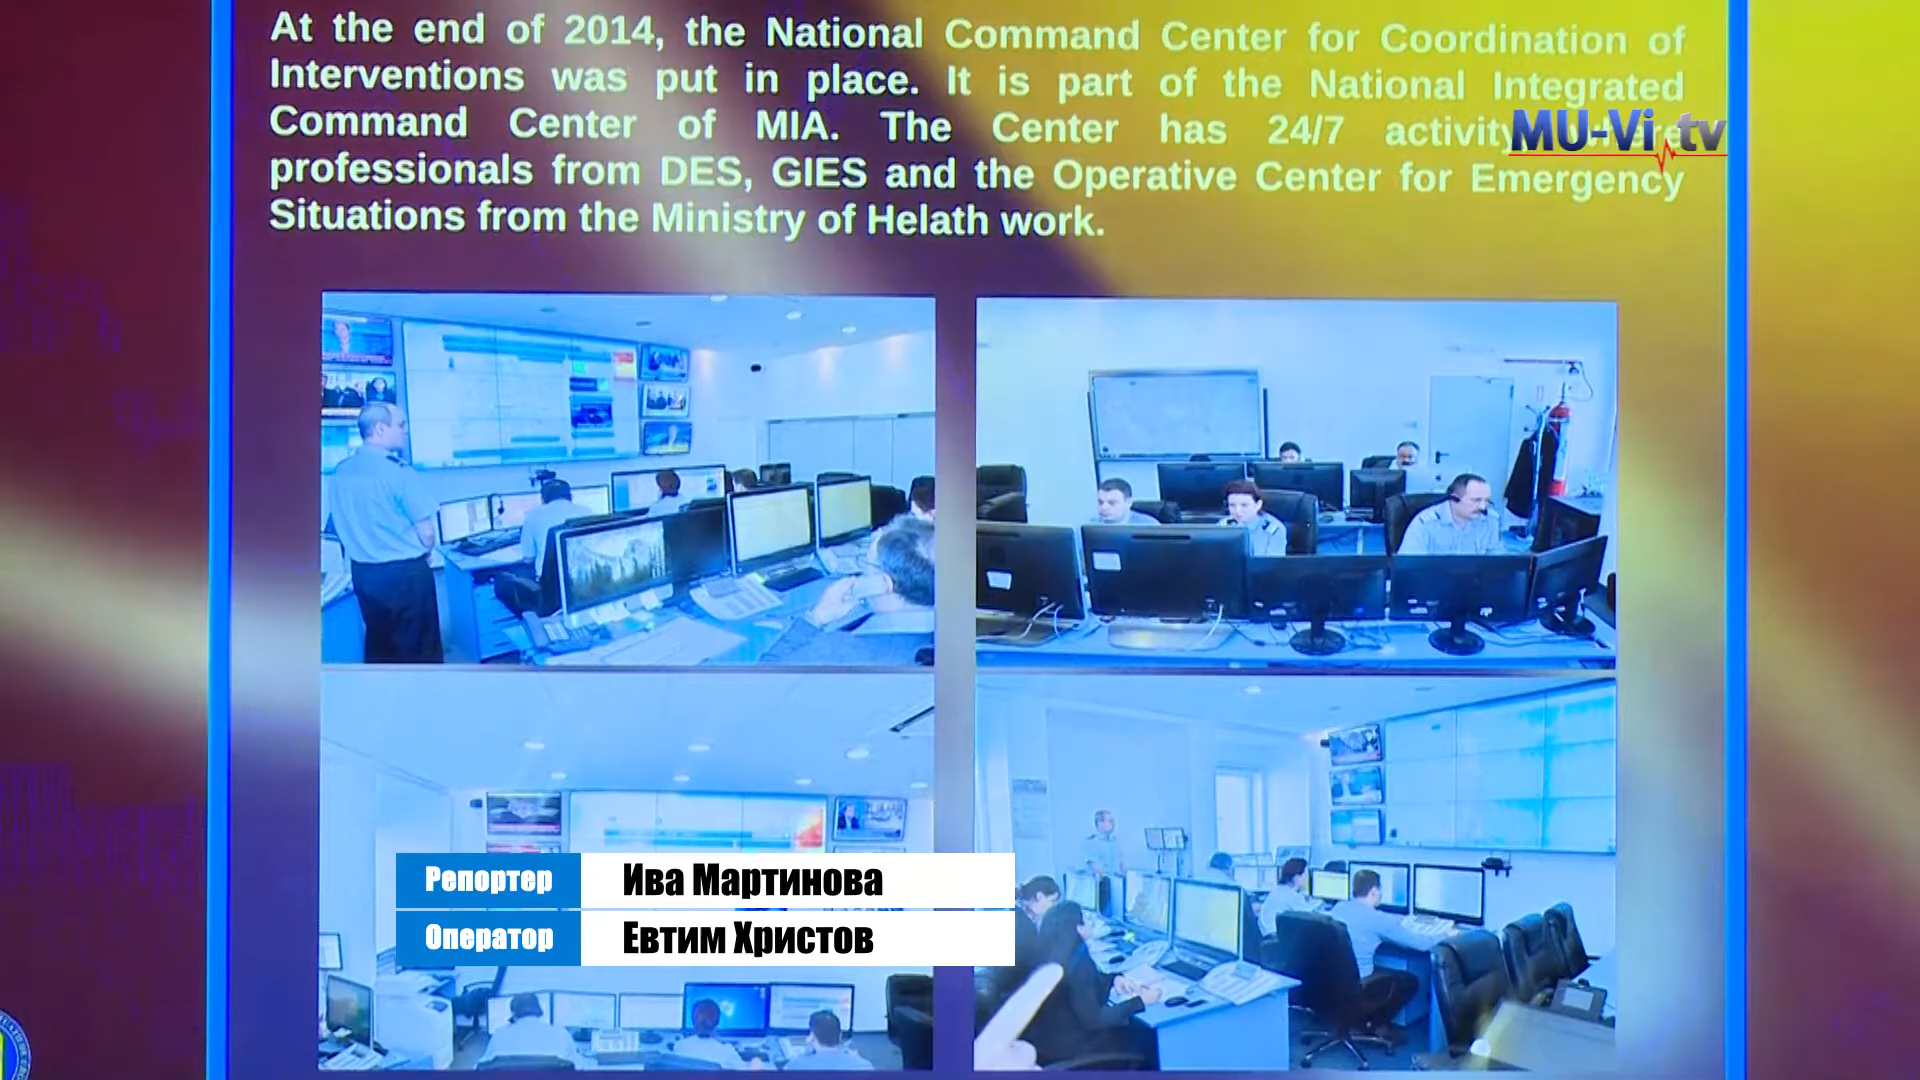 At the end of 2014, the National Command Center for Coordination of
Interventions was put in place. It is part of the National Integrated
Command Center of MIA. The Center has 24/7 activity
professionals from DES, GIES and the Operative Center for Emergency
Situations from the Ministry of Helath work.
MU-Vi tv
Репортер Ива Мартинова
Оператор Евтим Христов